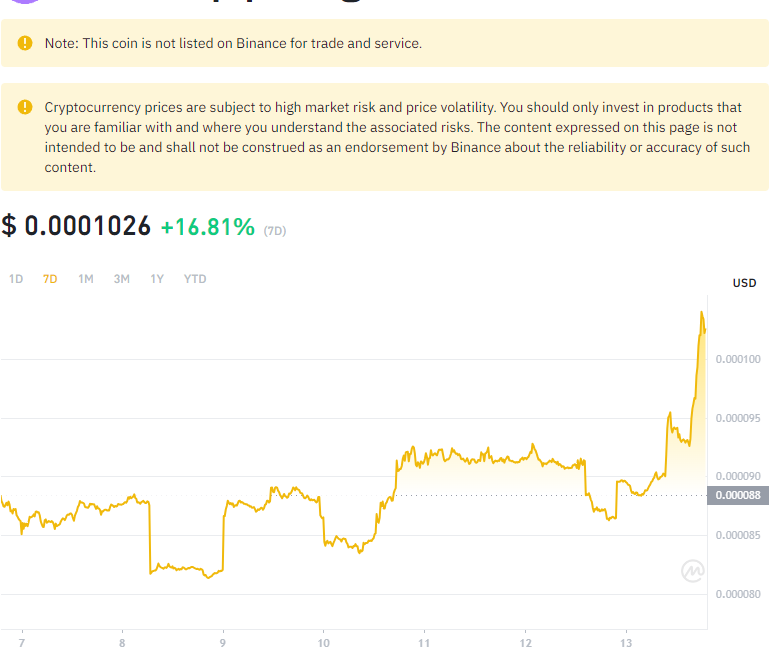 Note: This coin is not listed on Binance for trade and service.
Cryptocurrency prices are subject to high market risk and price volatility. You should only invest in products that
you are familiar with and where you understand the associated risks. The content expressed on this page is not
intended to be and shall not be construed as an endorsement by Binance about the reliability or accuracy of such
content.
$ 0.0001026 +16.81% (7D)
1D 7D 1M 3M 1Y YTD
USD
0.000100
0.000095
0.000090
0.000088
0.000085
0.000080
7 8 9 10 11 12 13